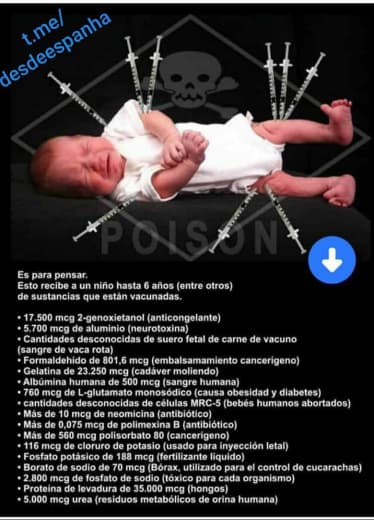 t.me/
desdeespanha
POISON
Es para pensar.
Esto recibe a un niño hasta 6 años (entre otros)
de sustancias que están vacunadas.
• 17.500 mcg 2-genoxietanol (anticongelante)
• 5.700 mcg de aluminio (neurotoxina)
• Cantidades desconocidas de suero fetal de carne de vacuno
(sangre de vaca rota)
• Formaldehido de 801,6 mcg (embalsamamiento cancerigeno)
• Gelatina de 23.250 mcg (cadáver moliendo)
• Albúmina humana de 500 mcg (sangre humana)
• 760 mcg de L-glutamato monosódico (causa obesidad y diabetes)
• cantidades desconocidas de células MRC-5 (bebés humanos abortados)
• Más de 10 mcg de neomicina (antibiótico)
• Más de 0,075 mcg de polimexina B (antibiótico)
• Más de 560 mcg polisorbato 80 (cancerigeno)
• 116 mcg de cloruro de potasio (usado para inyección letal)
• Fosfato potásico de 188 mcg (fertilizante líquido)
• Borato de sodio de 70 mcg (Bórax, utilizado para el control de cucarachas)
• 2.800 mcg de fosfato de sodio (tóxico para cada organismo)
• Proteina de levadura de 35.000 mcg (hongos)
• 5.000 mcg urea (residuos metabólicos de orina humana)